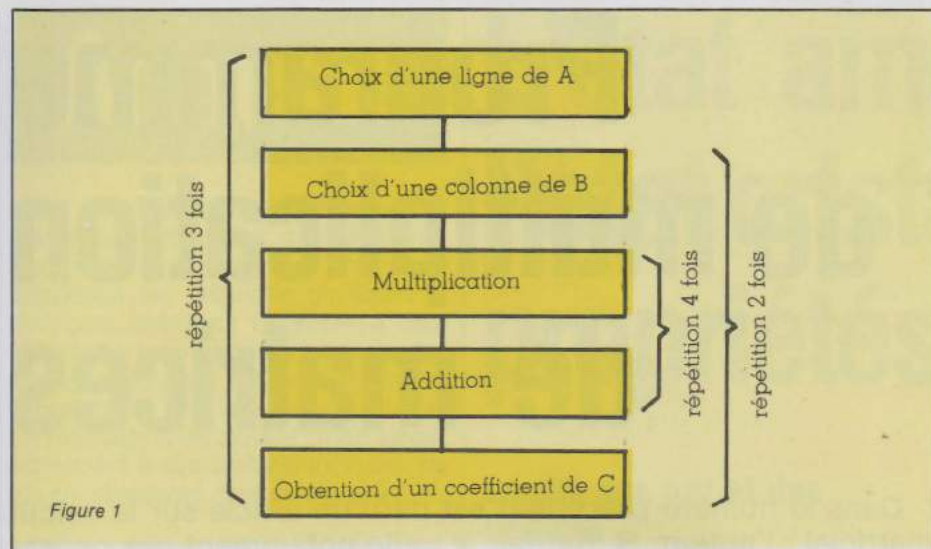 Choix d'une ligne de A
Choix d'une colonne de B
Multiplication
Addition
Obtention d'un coefficient de C
répétition 3 fois
répétition 4 fois
répétition 2 fois
Figure 1